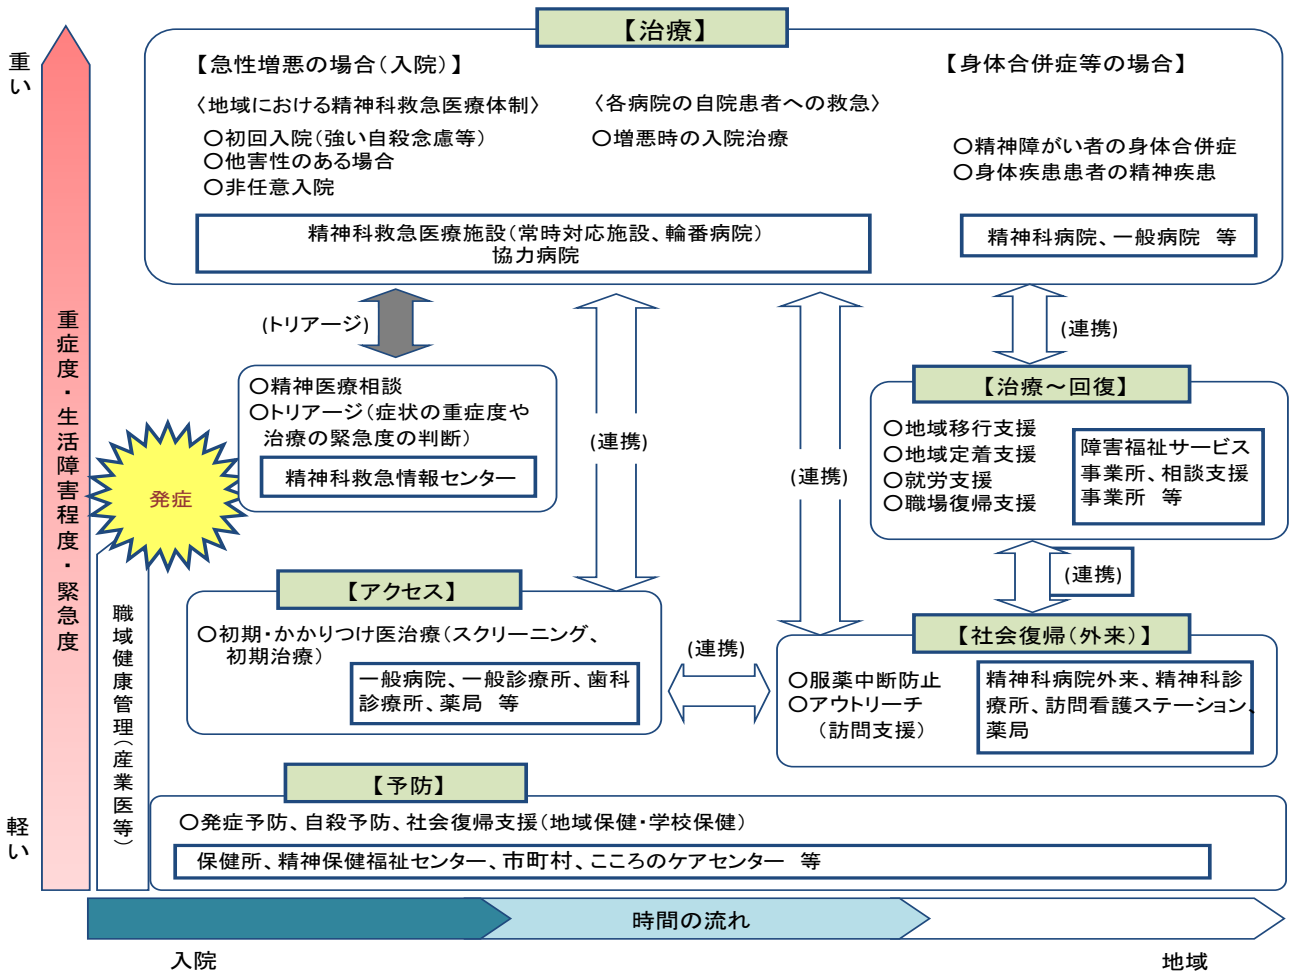 【治療】
重い
【急性増悪の場合（入院）】
【身体合併症等の場合】
〈地域における精神科救急医療体制〉
〈各病院の自院患者への救急〉
○初回入院（強い自殺念慮等）
○他害性のある場合
○非任意入院
○増悪時の入院治療
○精神障がい者の身体合併症
○身体疾患患者の精神疾患
精神科救急医療施設（常時対応施設、輪番病院）
協力病院
精神科病院、一般病院　等
重症度・生活障害程度・緊急度
(トリアージ)
(連携)
○精神医療相談
○トリアージ（症状の重症度や
治療の緊急度の判断）
精神科救急情報センター
発症
(連携)
(連携)
【治療～回復】
○地域移行支援
○地域定着支援
○就労支援
○職場復帰支援
障害福祉サービス
事業所、相談支援
事業所　等
(連携)
【アクセス】
○初期・かかりつけ医治療（スクリーニング、
初期治療）
一般病院、一般診療所、歯科
診療所、薬局　等
(連携)
【社会復帰（外来）】
○服薬中断防止
○アウトリーチ
（訪問支援）
精神科病院外来、精神科診
療所、訪問看護ステーション、
薬局
職域健康管理（産業医等）
【予防】
○発症予防、自殺予防、社会復帰支援（地域保健・学校保健）
保健所、精神保健福祉センター、市町村、こころのケアセンター　等
軽い
時間の流れ
入院
地域